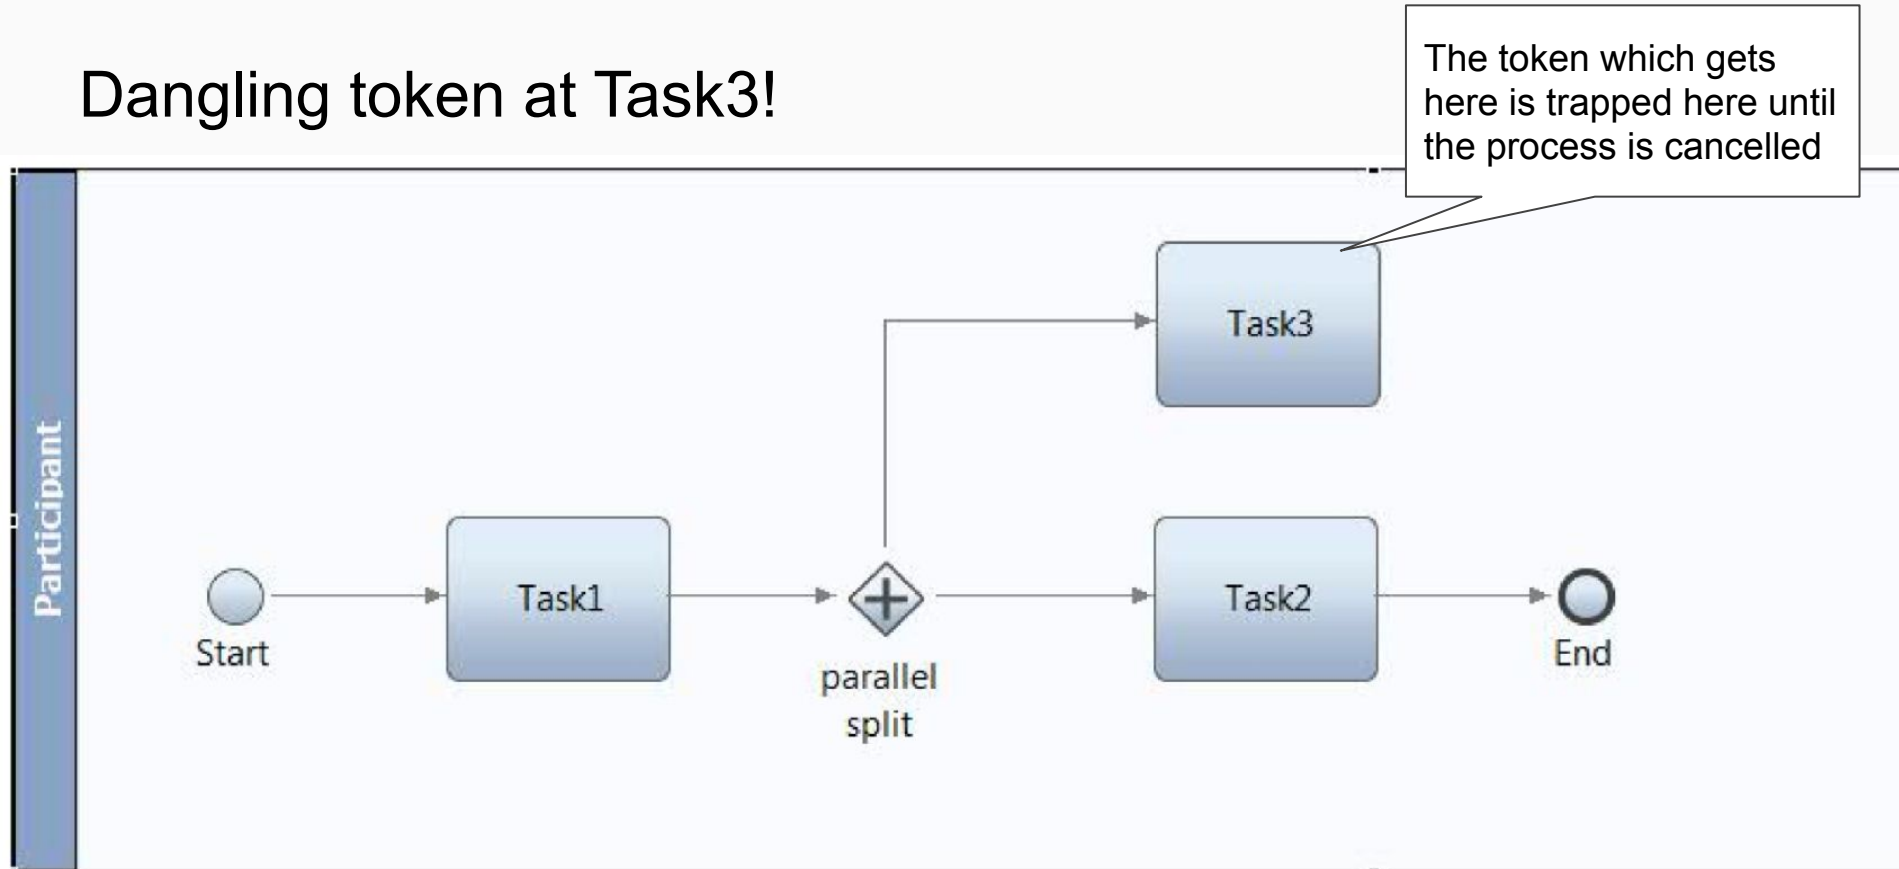 Dangling token at Task3!
The token which gets
here is trapped here until
the process is cancelled
Participant
Task3
Start
Task1
parallel
split
Task2
End